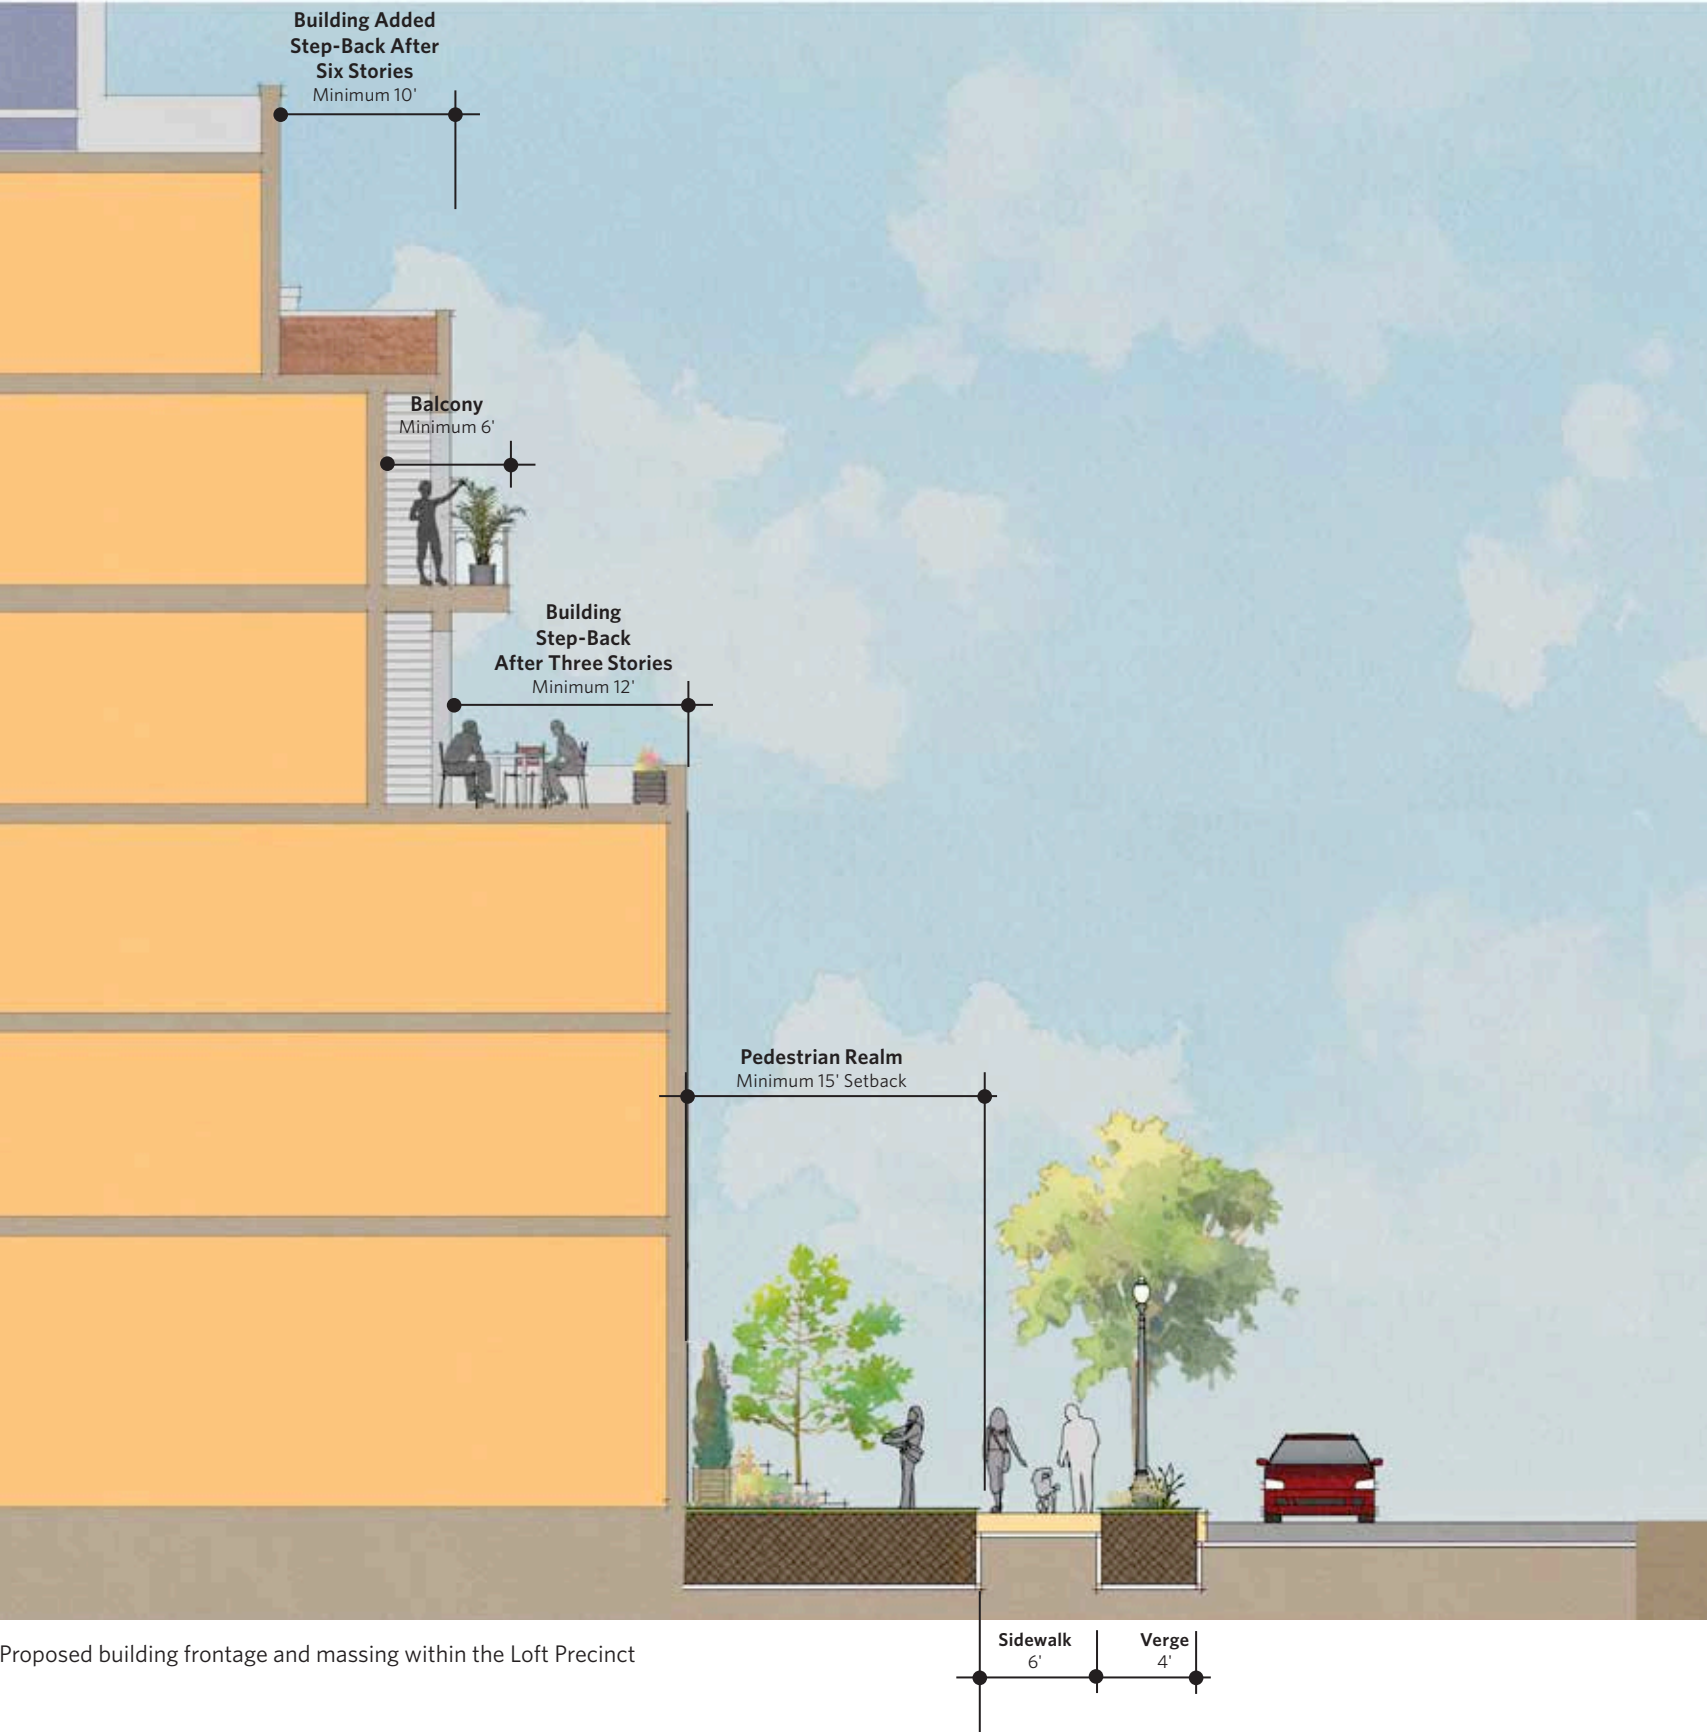 Building Added
Step-Back After
Six Stories
Minimum 10'
Balcony
Minimum 6'
Building
Step-Back
After Three Stories
Minimum 12'
Pedestrian Realm
Minimum 15' Setback
Proposed building frontage and massing within the Loft Precinct
Sidewalk
6'
Verge
4'